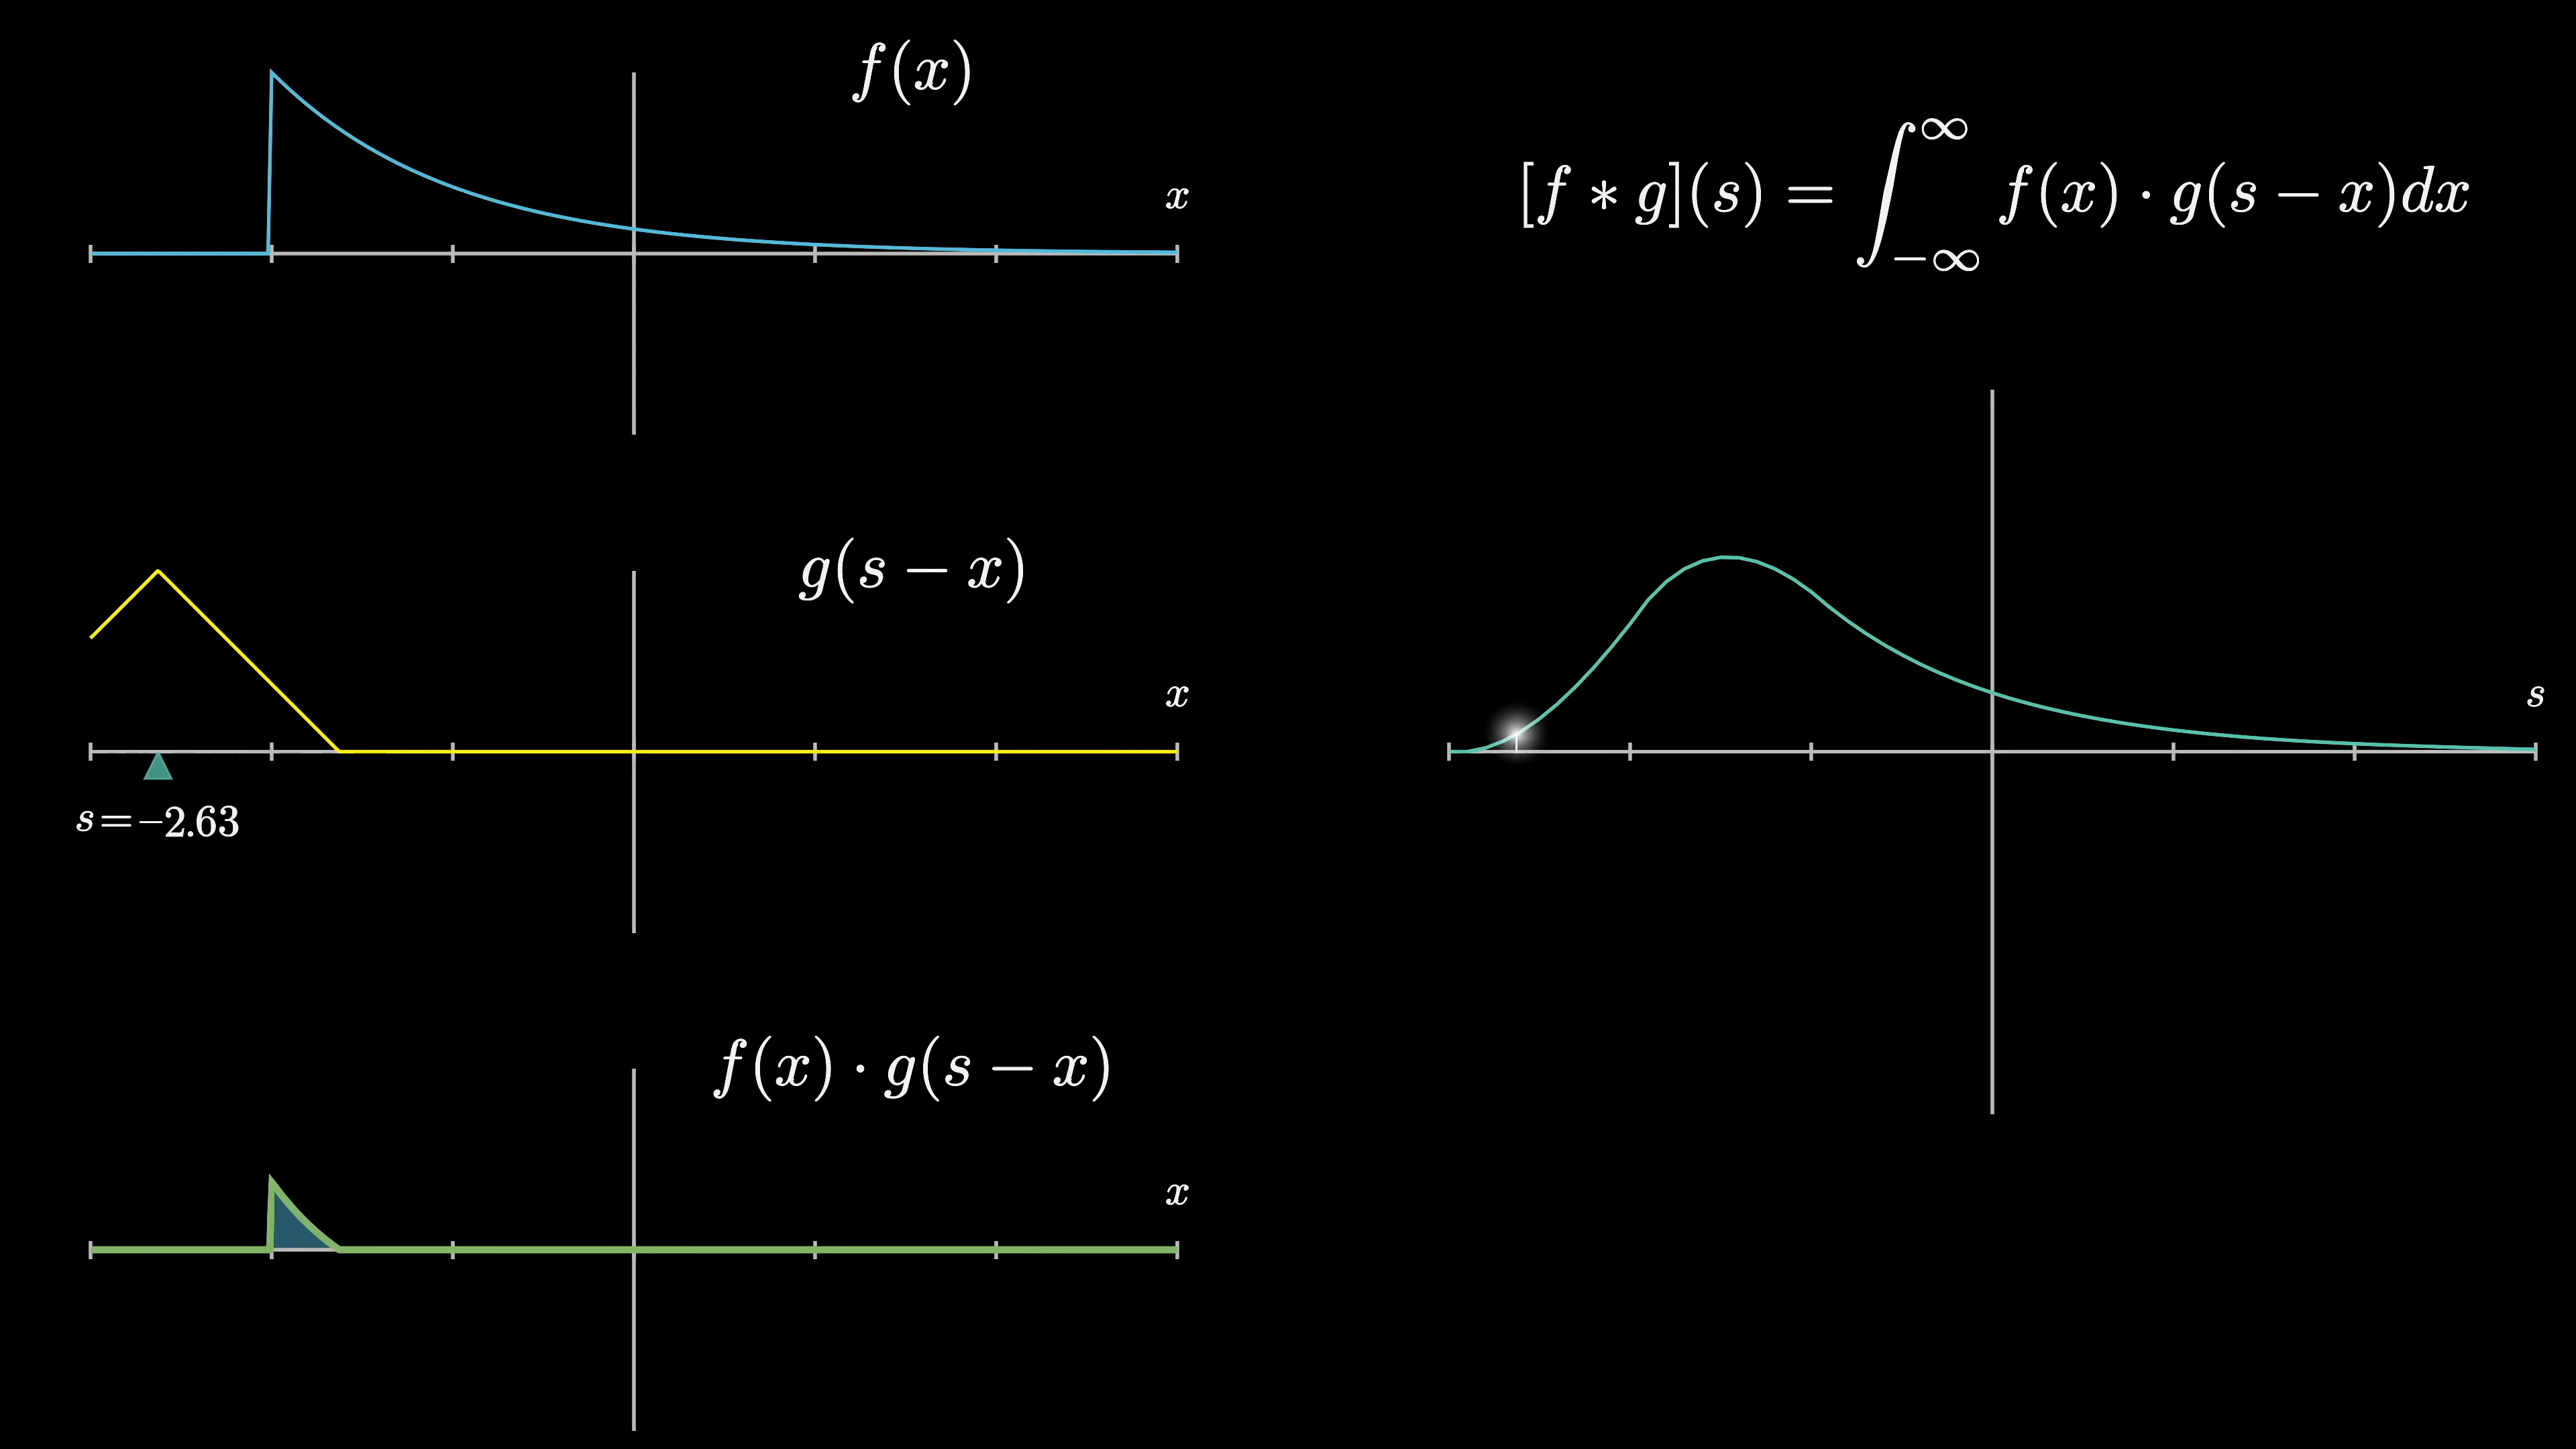 f(x)
x
[f * g](s) = ∫_{-∞}^{∞} f(x) · g(s − x)dx
g(s − x)
x
s = −2.63
s
f(x) · g(s − x)
x